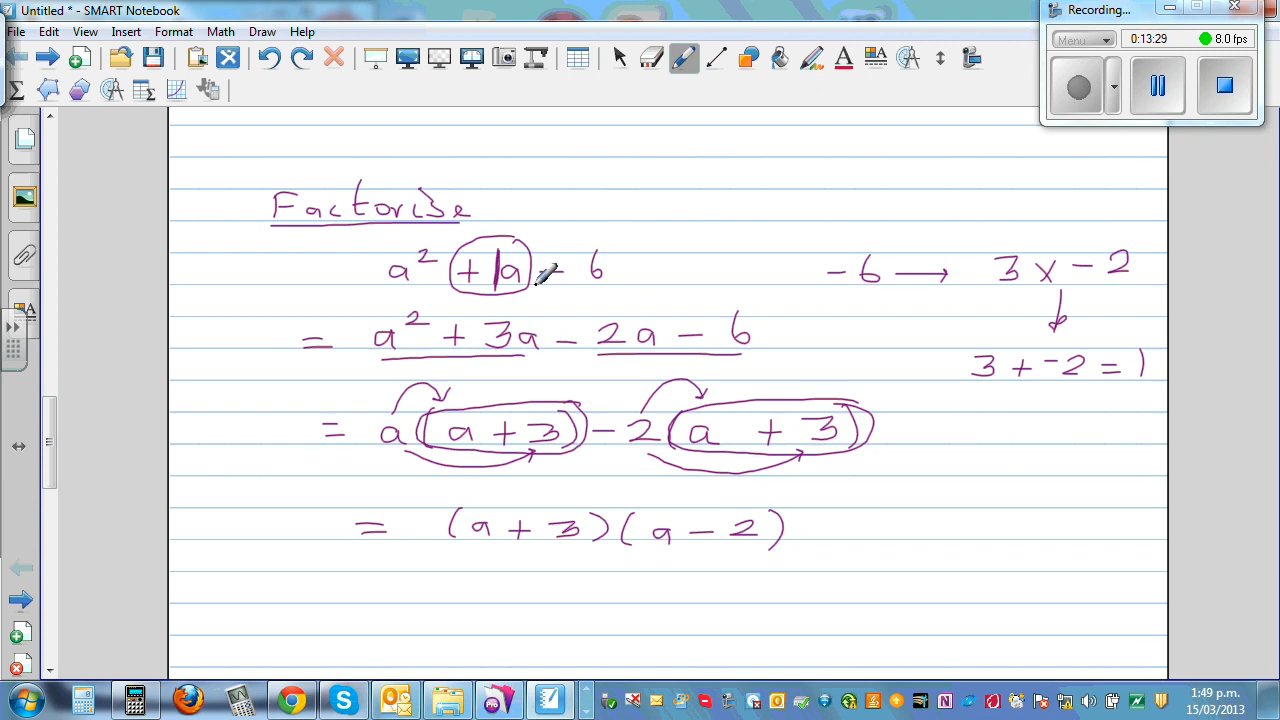 Untitled * - SMART Notebook
File Edit View Insert Format Math Draw Help
Recording...
Menu 0:13:29 8.0 fps
Factorise
a² + 1a - 6
-6 → 3 x -2
= a² + 3a - 2a - 6
3 + ⁻2 = 1
= a(a + 3) - 2(a + 3)
= (a + 3)(a - 2)
1:49 p.m.
15/03/2013